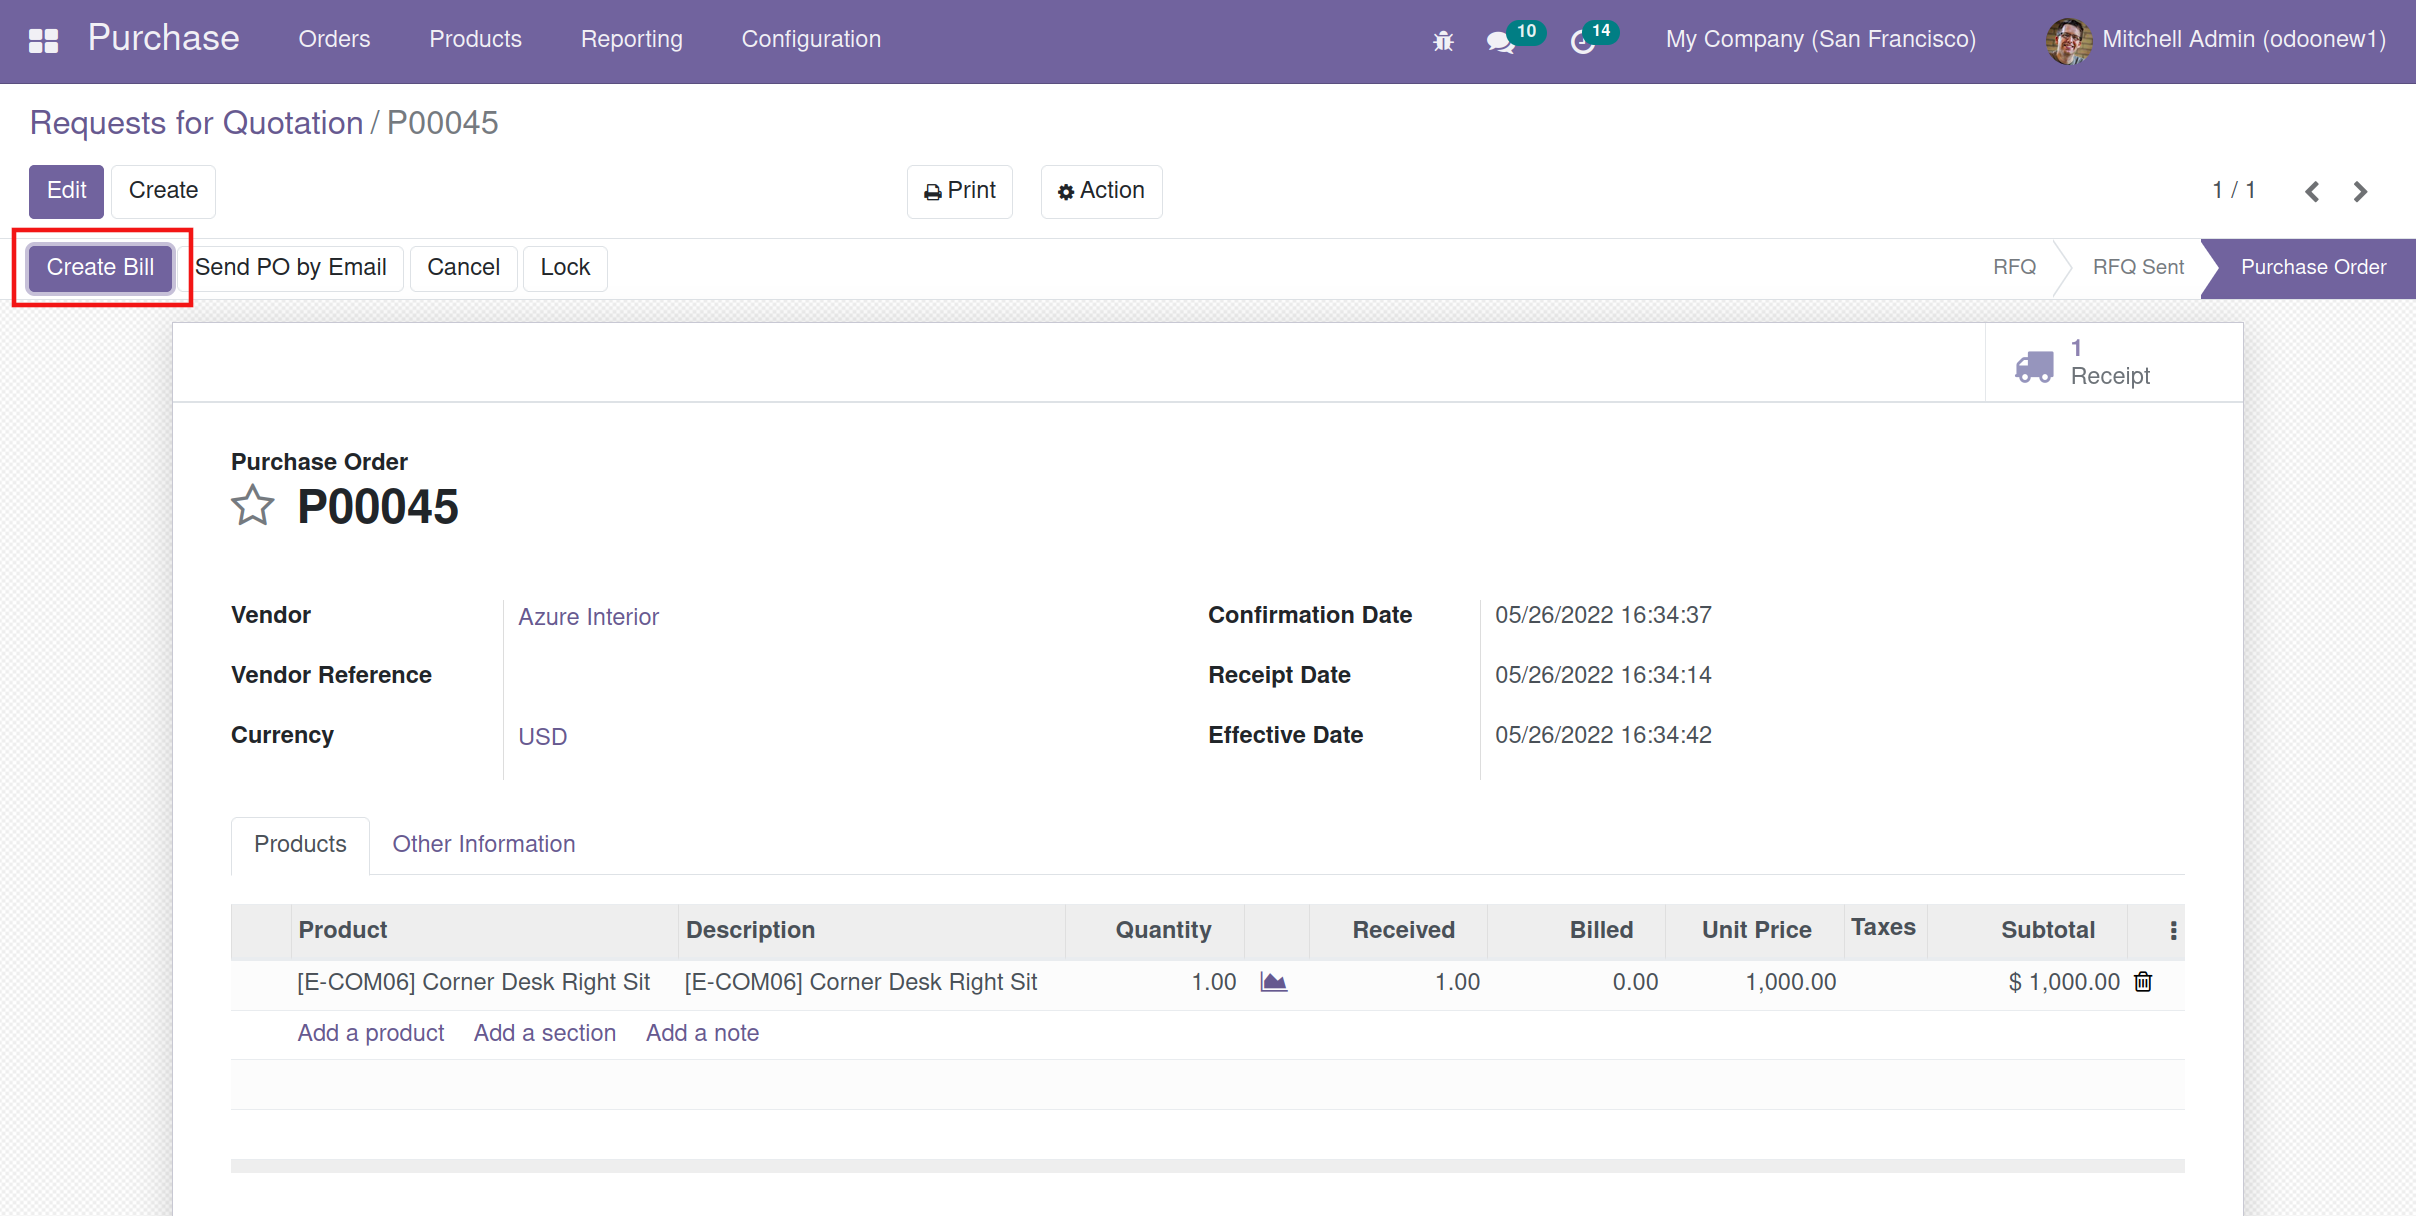 Purchase Orders Products Reporting Configuration 10 14 My Company (San Francisco) Mitchell Admin (odoonew1)
Requests for Quotation / P00045
Edit Create Print Action 1 / 1
Create Bill Send PO by Email Cancel Lock RFQ RFQ Sent Purchase Order
1
Receipt
Purchase Order
P00045
Vendor Azure Interior Confirmation Date 05/26/2022 16:34:37
Vendor Reference Receipt Date 05/26/2022 16:34:14
Currency USD Effective Date 05/26/2022 16:34:42
Products Other Information
Product Description Quantity Received Billed Unit Price Taxes Subtotal
[E-COM06] Corner Desk Right Sit [E-COM06] Corner Desk Right Sit 1.00 1.00 0.00 1,000.00 $ 1,000.00
Add a product Add a section Add a note